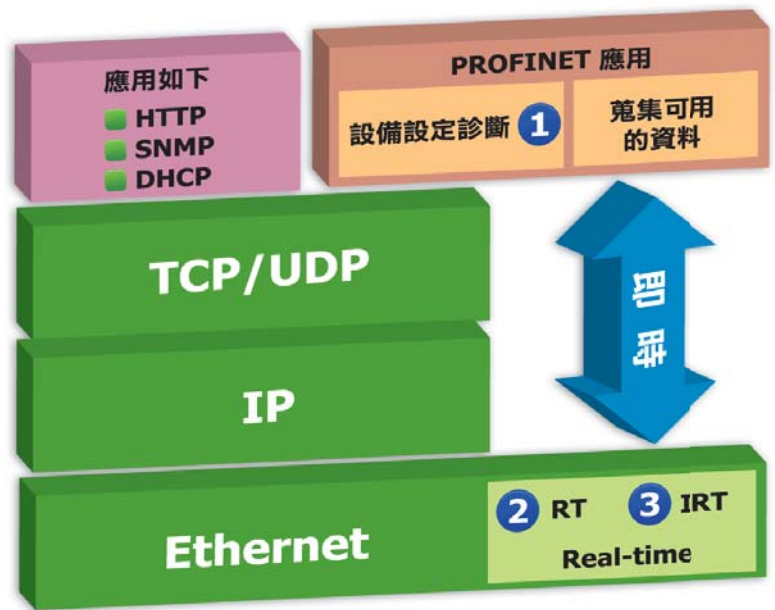 應用如下
HTTP
SNMP
DHCP
PROFINET 應用
設備設定診斷 1
蒐集可用
的資料
TCP/UDP
即時
IP
Ethernet
2 RT 3 IRT
Real-time